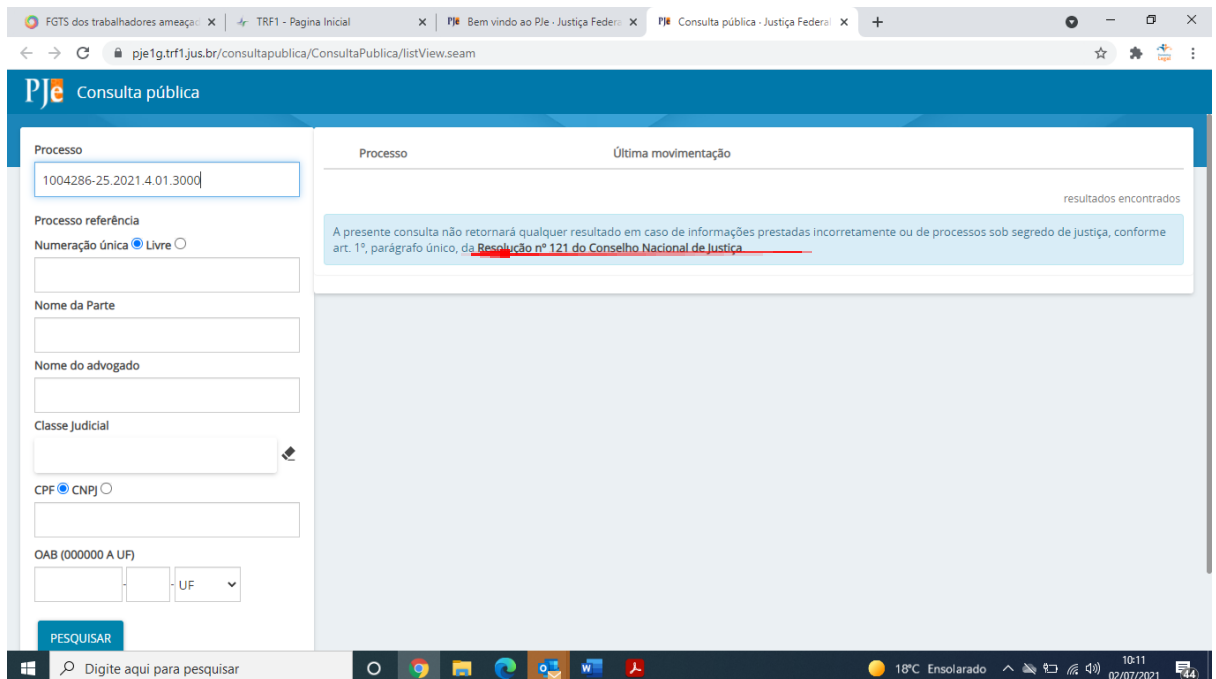 FGTS dos trabalhadores ameaçad
TRF1 - Pagina Inicial
PJe Bem vindo ao PJe · Justiça Federa
PJe Consulta pública · Justiça Federal
pje1g.trf1.jus.br/consultapublica/ConsultaPublica/listView.seam
Legal
PJe Consulta pública
Processo
1004286-25.2021.4.01.3000
Processo referência
Numeração única Livre
Nome da Parte
Nome do advogado
Classe Judicial
CPF CNPJ
OAB (000000 A UF)
- - UF
PESQUISAR
Processo Última movimentação
resultados encontrados
A presente consulta não retornará qualquer resultado em caso de informações prestadas incorretamente ou de processos sob segredo de justiça, conforme
art. 1º, parágrafo único, da Resolução nº 121 do Conselho Nacional de Justiça
Digite aqui para pesquisar
18°C Ensolarado
10:11
02/07/2021
44